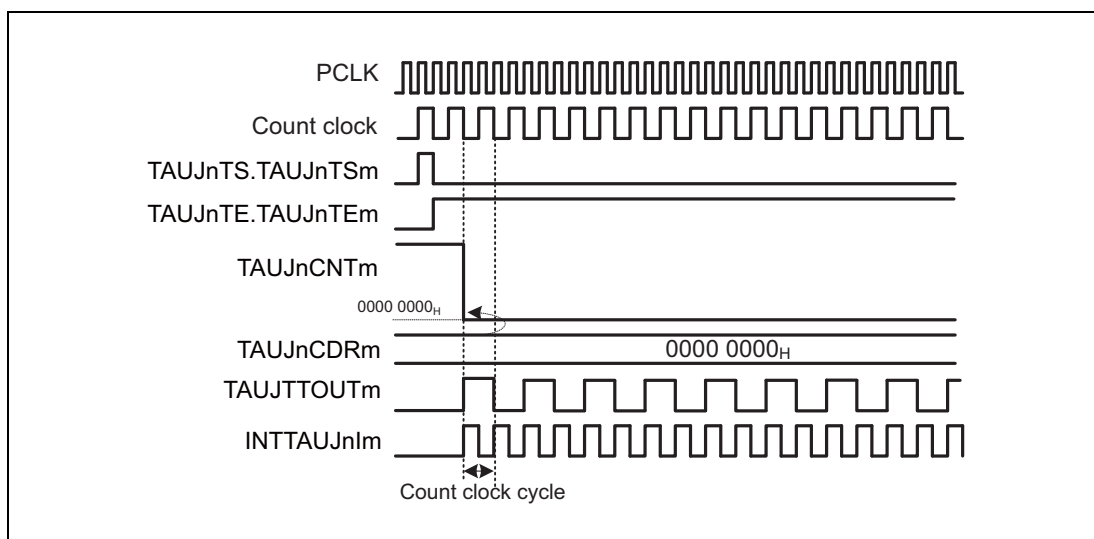 PCLK
Count clock
TAUJnTS.TAUJnTSm
TAUJnTE.TAUJnTEm
TAUJnCNTm
0000 0000H
TAUJnCDRm 0000 0000H
TAUJTTOUTm
INTTAUJnIm
Count clock cycle